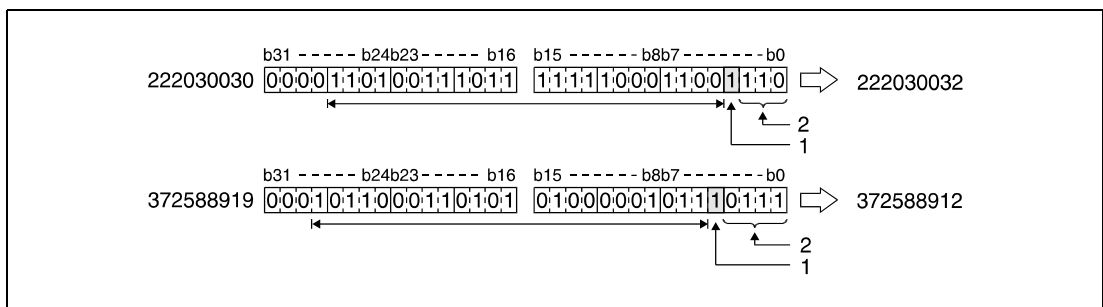 b31 - - - - - b24b23 - - - - - b16 b15 - - - - - - b8b7 - - - - - - b0
222030030 0000110100111011 1111100011001110 222030032
2
1
b31 - - - - - b24b23 - - - - - b16 b15 - - - - - - b8b7 - - - - - - b0
372588919 0001011000110101 0100000101110111 372588912
2
1